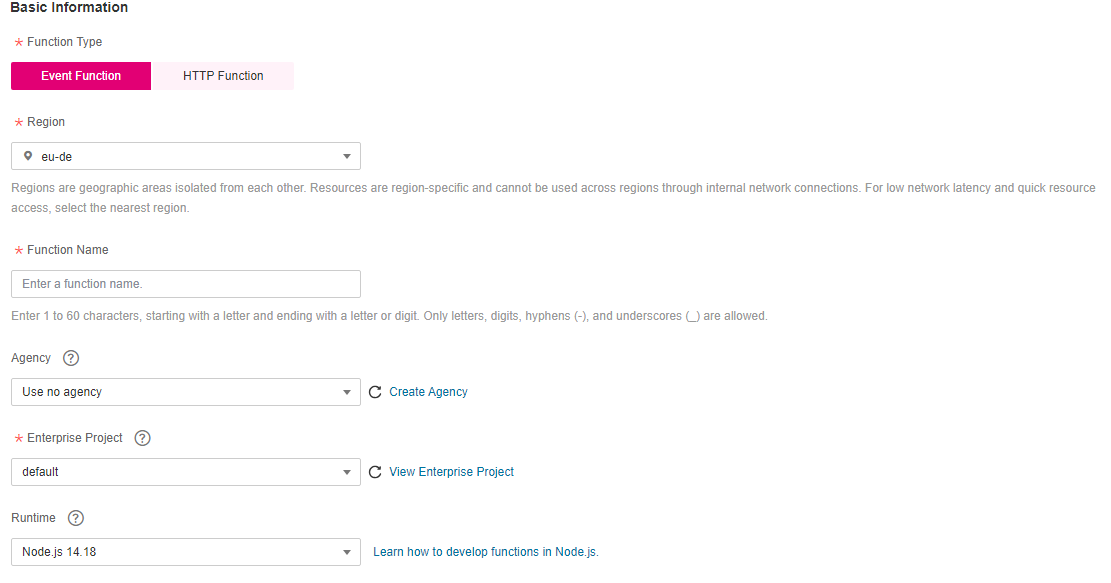 Basic Information
* Function Type
Event Function HTTP Function
* Region
eu-de
Regions are geographic areas isolated from each other. Resources are region-specific and cannot be used across regions through internal network connections. For low network latency and quick resource
access, select the nearest region.
* Function Name
Enter a function name.
Enter 1 to 60 characters, starting with a letter and ending with a letter or digit. Only letters, digits, hyphens (-), and underscores (_) are allowed.
Agency ?
Use no agency Create Agency
* Enterprise Project ?
default View Enterprise Project
Runtime ?
Node.js 14.18 Learn how to develop functions in Node.js.